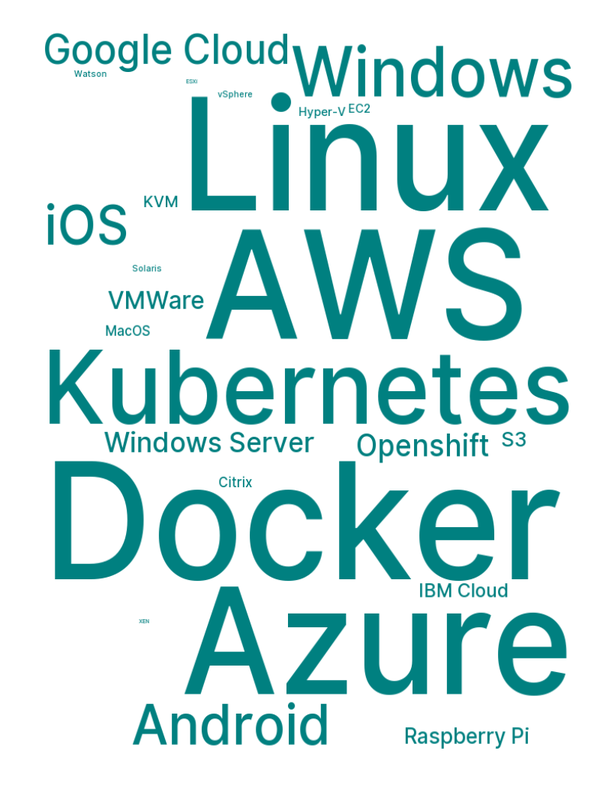 Google Cloud
Windows
Watson
ESXI
vSphere
Hyper-V
EC2
Linux
KVM
iOS
AWS
Solaris
VMWare
MacOS
Kubernetes
Windows Server
Openshift
S3
Docker
Citrix
IBM Cloud
Azure
XEN
Android
Raspberry Pi